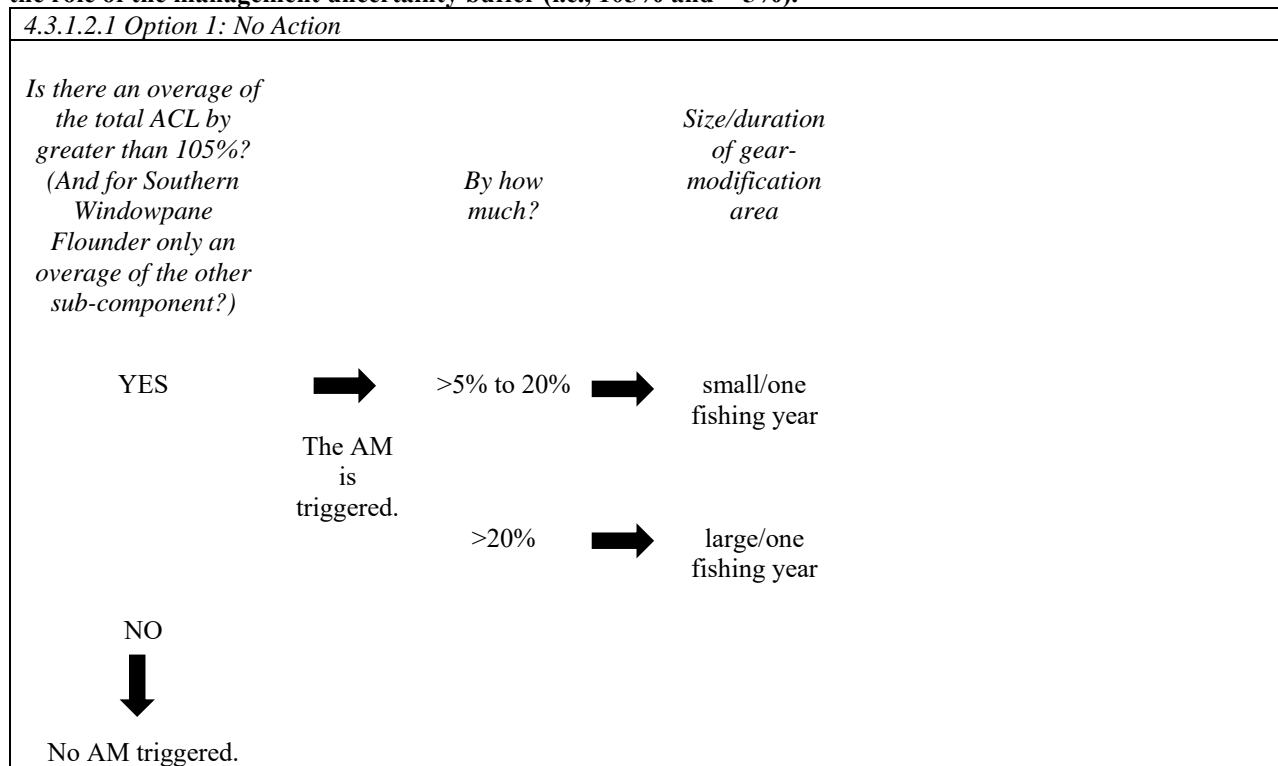 the role of the management uncertainty buffer (i.e., 105% and > 5%).
4.3.1.2.1 Option 1: No Action
Is there an overage of
the total ACL by
greater than 105%?
(And for Southern
Windowpane
Flounder only an
overage of the other
sub-component?)
By how
much?
Size/duration
of gear-
modification
area
YES
The AM
is
triggered.
>5% to 20%
small/one
fishing year
>20%
large/one
fishing year
NO
No AM triggered.